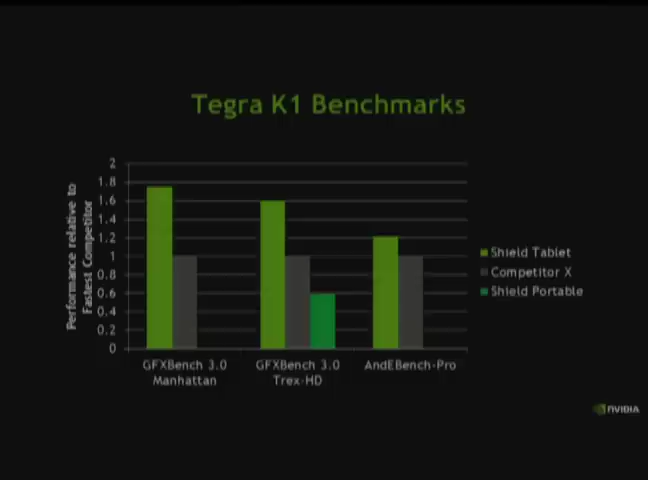 Tegra K1 Benchmarks
Performance relative to
Fastest Competitor
2
1.8
1.6
1.4
1.2
1
0.8
0.6
0.4
0.2
0
GFXBench 3.0
Manhattan
GFXBench 3.0
Trex-HD
AndEBench-Pro
Shield Tablet
Competitor X
Shield Portable
NVIDIA